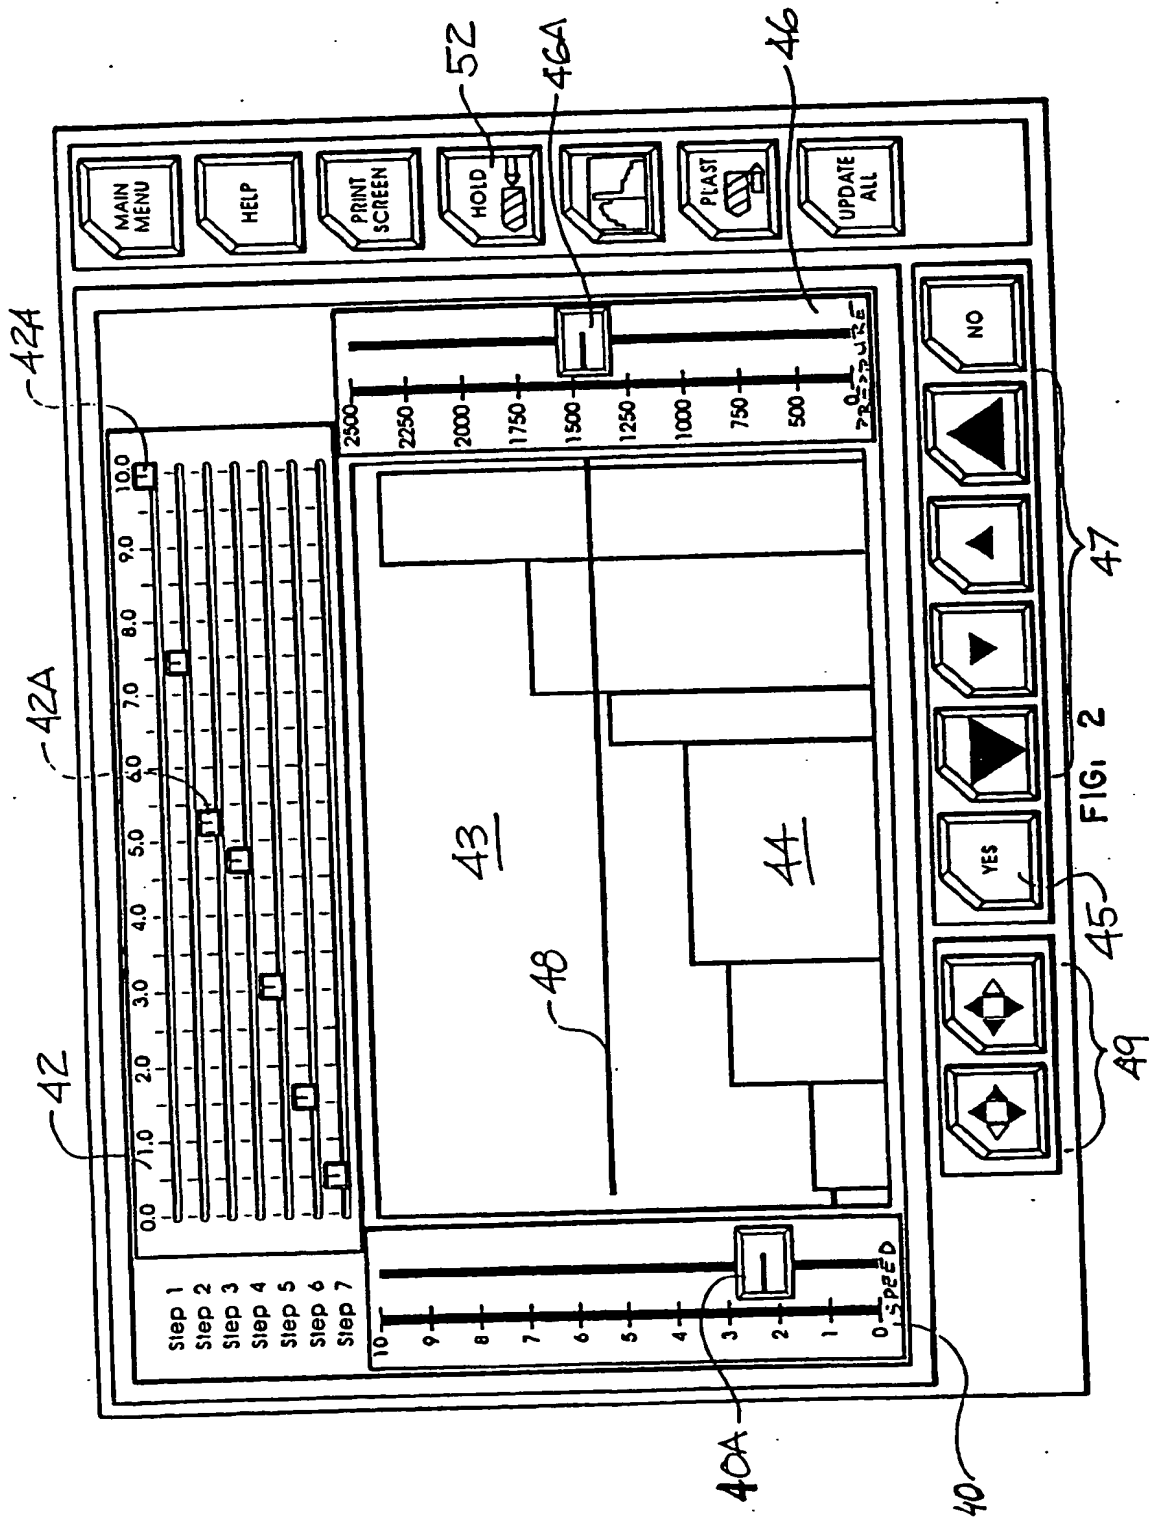 42
42A
42A
0.0 1.0 2.0 3.0 4.0 5.0 6.0 7.0 8.0 9.0 10.0
Step 1
Step 2
Step 3
Step 4
Step 5
Step 6
Step 7
MAIN
MENU
HELP
PRINT
SCREEN
HOLD
52
PLAST
UPDATE
ALL
10
9
8
7
6
5
4
3
2
1
0
SPEED
40A
40
43
48
44
2500
2250
2000
1750
1500
1250
1000
750
500
0
PRESSURE
46A
46
YES
NO
49
45
47
FIG. 2